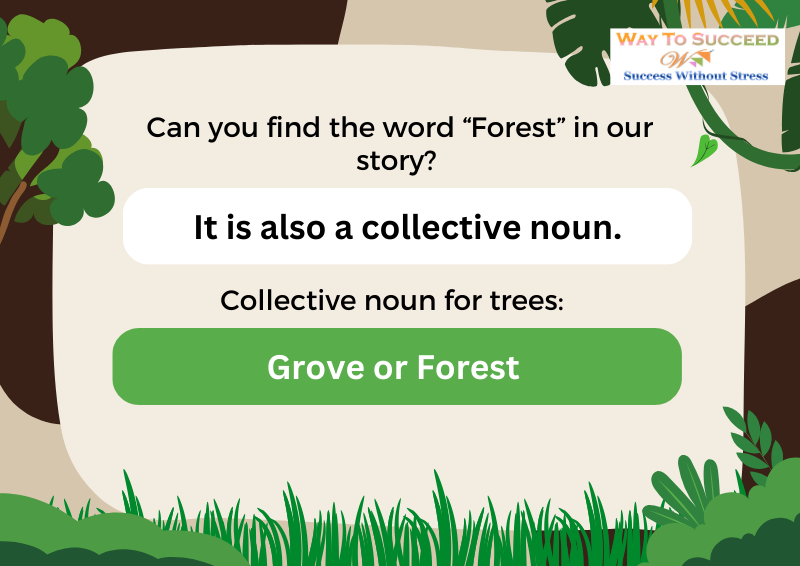 WAY TO SUCCEED
Success Without Stress
Can you find the word “Forest” in our
story?
It is also a collective noun.
Collective noun for trees:
Grove or Forest